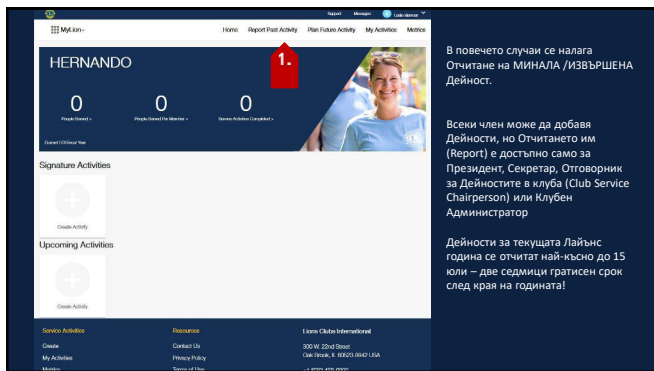 Support
MyLion
Home Report Past Activity Plan Future Activity My Activities Metrics
1.
HERNANDO
0 0 0
People Served > People Served Per Member > Service Activities Completed >
Current LCI Fiscal Year
Signature Activities
Create Activity
Upcoming Activities
Create Activity
Service Activities Resources Lions Clubs International
Create Contact Us 300 W. 22nd Street
My Activities Privacy Policy Oak Brook, IL 60523-8842 USA
Metrics Terms of Use
В повечето случаи се налага
Отчитане на МИНАЛА /ИЗВЪРШЕНА
Дейност.
Всеки член може да добавя
Дейности, но Отчитането им
(Report) е достъпно само за
Президент, Секретар, Отговорник
за Дейностите в клуба (Club Service
Chairperson) или Клубен
Администратор
Дейности за текущата Лайънс
година се отчитат най-късно до 15
юли – две седмици гратисен срок
след края на годината!